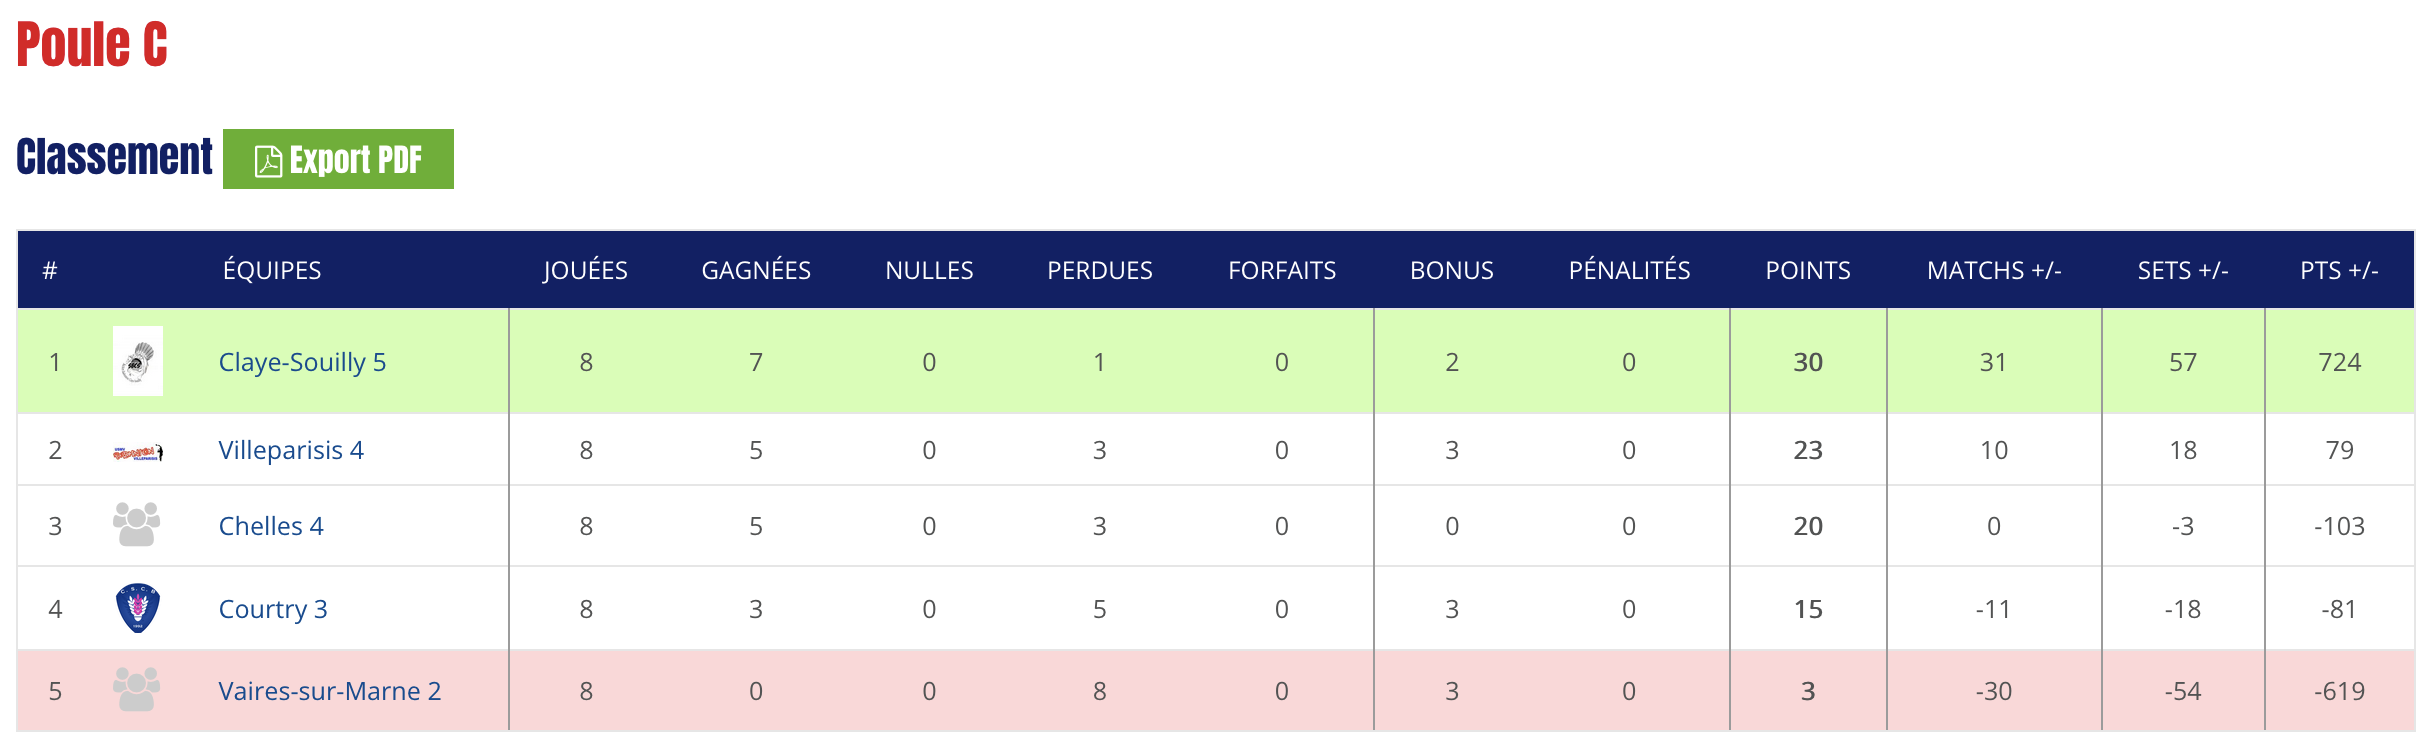 Poule C
Classement Export PDF
# ÉQUIPES JOUÉES GAGNÉES NULLES PERDUES FORFAITS BONUS PÉNALITÉS POINTS MATCHS +/- SETS +/- PTS +/-
1 Claye-Souilly 5 8 7 0 1 0 2 0 30 31 57 724
2 Villeparisis 4 8 5 0 3 0 3 0 23 10 18 79
3 Chelles 4 8 5 0 3 0 0 0 20 0 -3 -103
4 Courtry 3 8 3 0 5 0 3 0 15 -11 -18 -81
5 Vaires-sur-Marne 2 8 0 0 8 0 3 0 3 -30 -54 -619